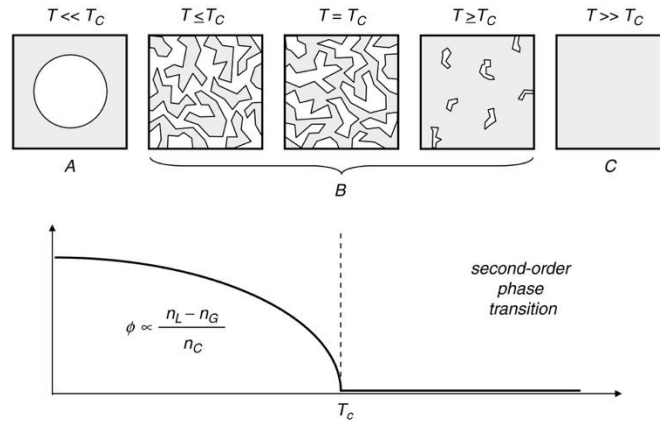 T << T_C
T ≤ T_C
T = T_C
T ≥ T_C
T >> T_C
A
B
C
second-order
phase
transition
ϕ ∝ n_L − n_G
n_C
T_c